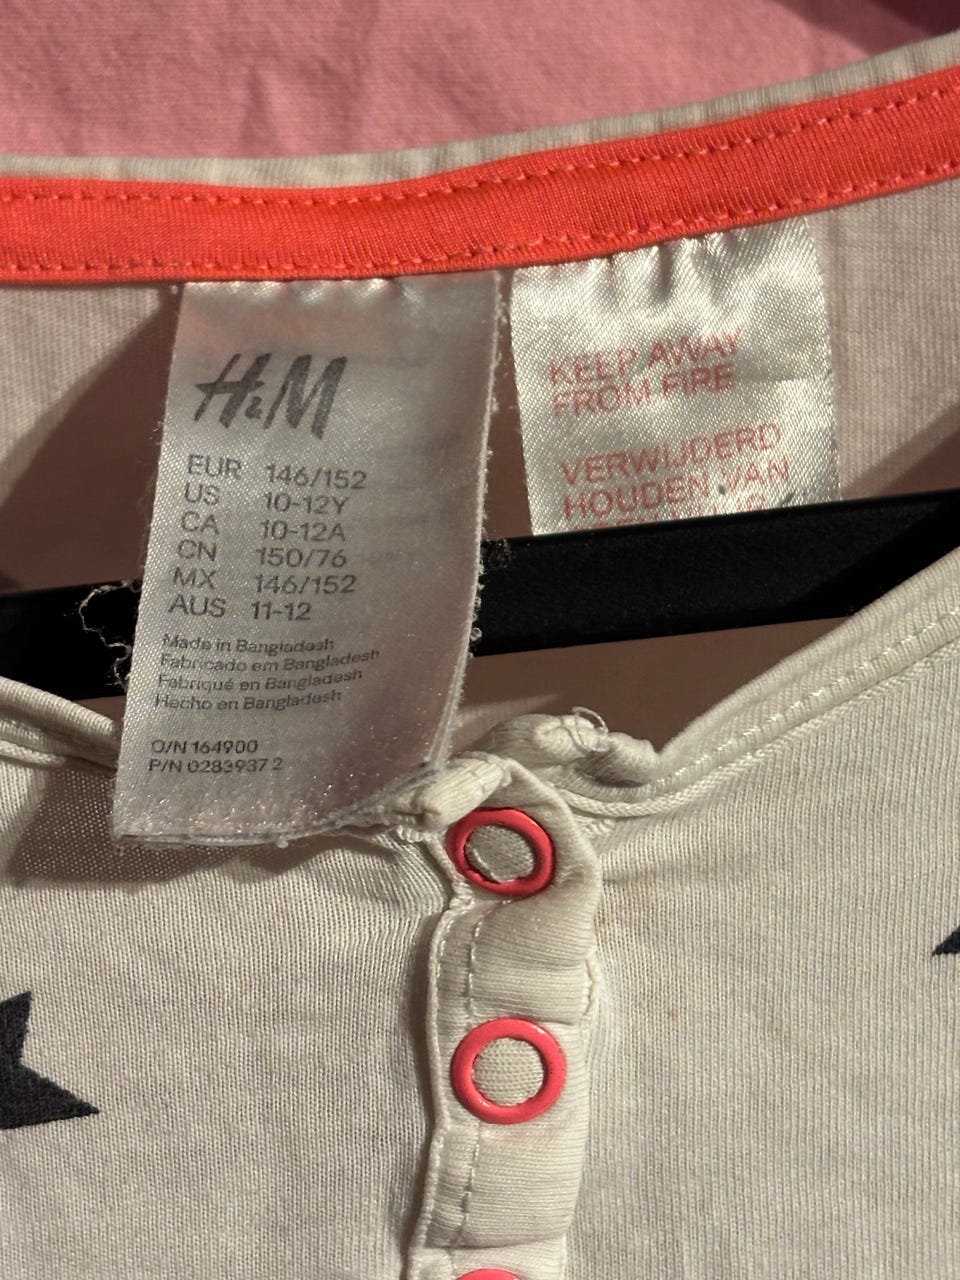 H&M
EUR 146/152
US 10-12Y
CA 10-12A
CN 150/76
MX 146/152
AUS 11-12
Made in Bangladesh
Fabricado em Bangladesh
Fabriqué en Bangladesh
Hecho en Bangladesh
O/N 164900
P/N 0283937 2
KEEP AWAY
FROM FIRE
VERWIJDERD
HOUDEN VAN